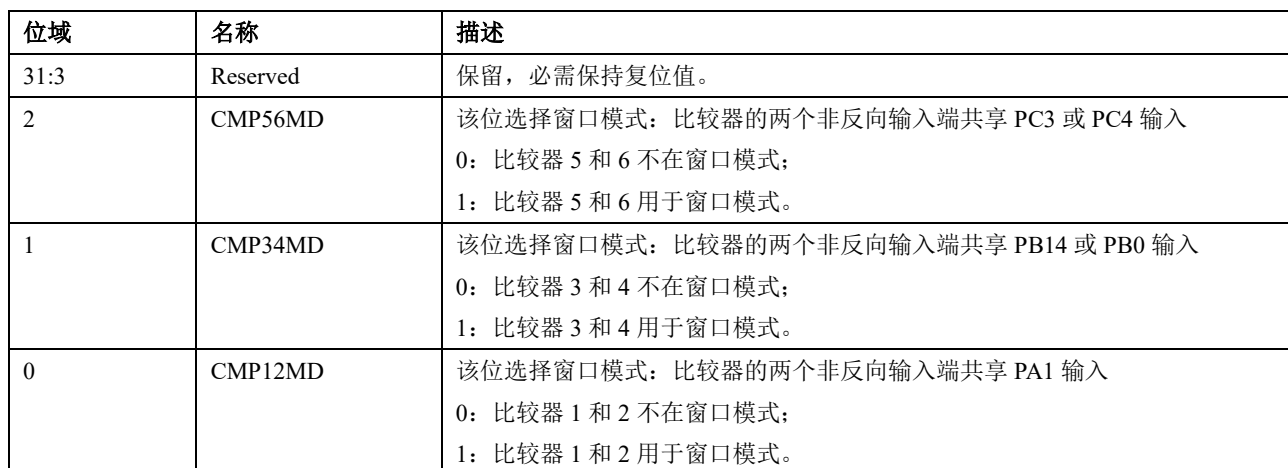 位域 名称 描述
31:3 Reserved 保留，必需保持复位值。
2 CMP56MD 该位选择窗口模式：比较器的两个非反向输入端共享 PC3 或 PC4 输入
0：比较器 5 和 6 不在窗口模式；
1：比较器 5 和 6 用于窗口模式。
1 CMP34MD 该位选择窗口模式：比较器的两个非反向输入端共享 PB14 或 PB0 输入
0：比较器 3 和 4 不在窗口模式；
1：比较器 3 和 4 用于窗口模式。
0 CMP12MD 该位选择窗口模式：比较器的两个非反向输入端共享 PA1 输入
0：比较器 1 和 2 不在窗口模式；
1：比较器 1 和 2 用于窗口模式。